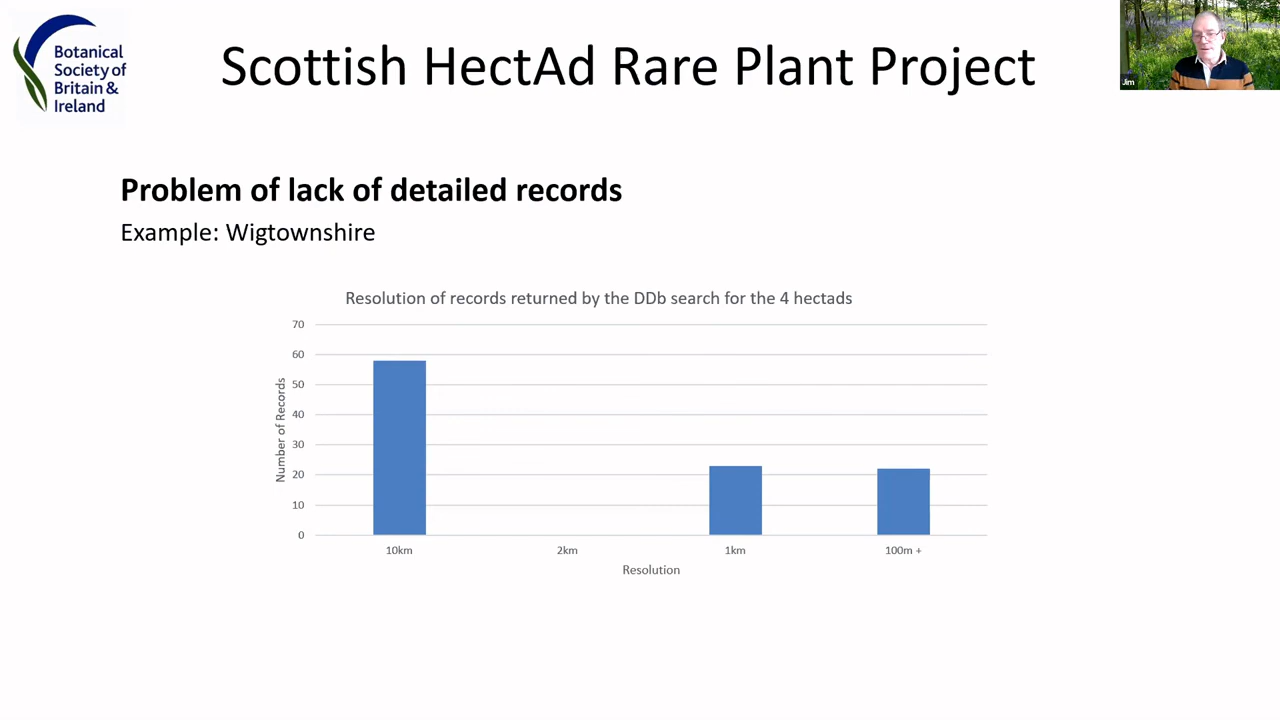 Botanical
Society of
Britain &
Ireland
Scottish HectAd Rare Plant Project
Jim
Problem of lack of detailed records
Example: Wigtownshire
Resolution of records returned by the DDb search for the 4 hectads
70
60
50
40
30
20
10
0
Number of Records
10km 2km 1km 100m +
Resolution